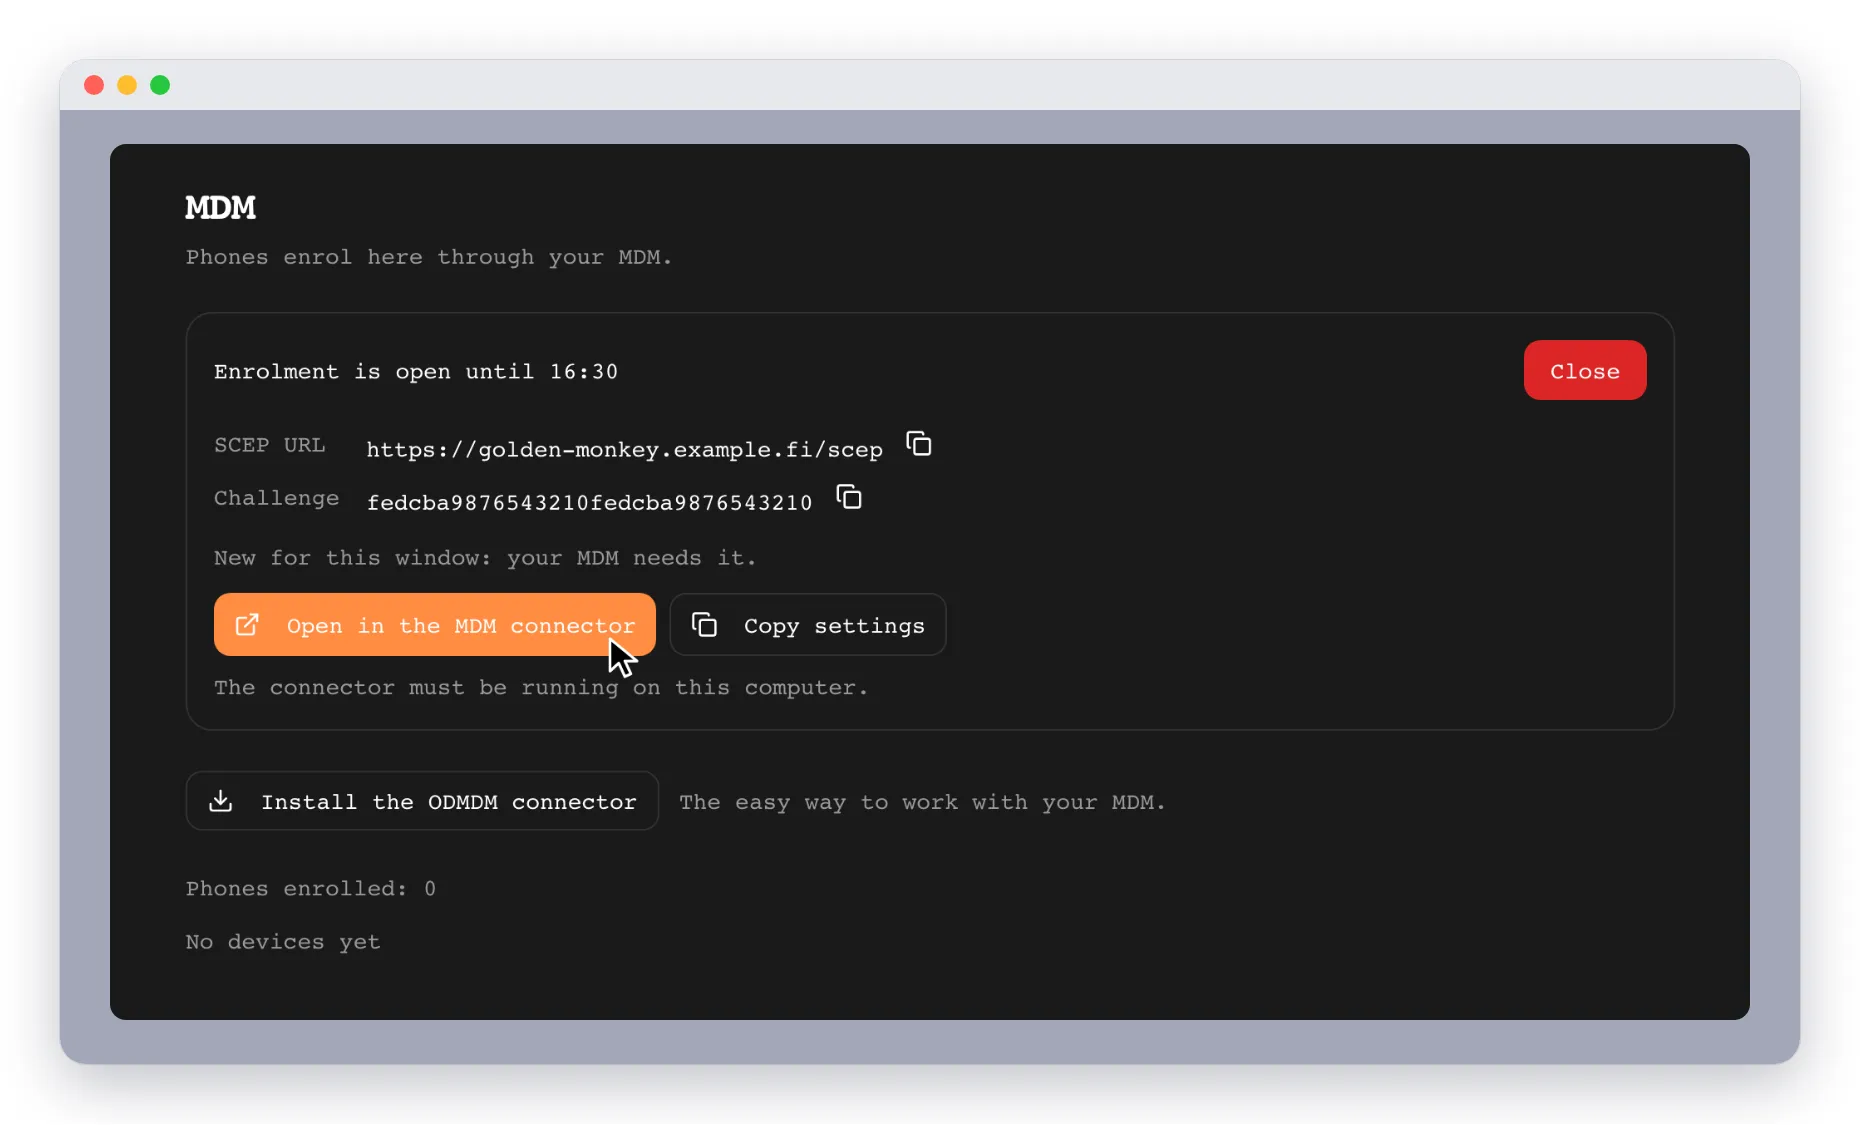 MDM
Phones enrol here through your MDM.
Enrolment is open until 16:30
Close
SCEP URL https://golden-monkey.example.fi/scep
Challenge fedcba9876543210fedcba9876543210
New for this window: your MDM needs it.
Open in the MDM connector
Copy settings
The connector must be running on this computer.
Install the ODMDM connector
The easy way to work with your MDM.
Phones enrolled: 0
No devices yet